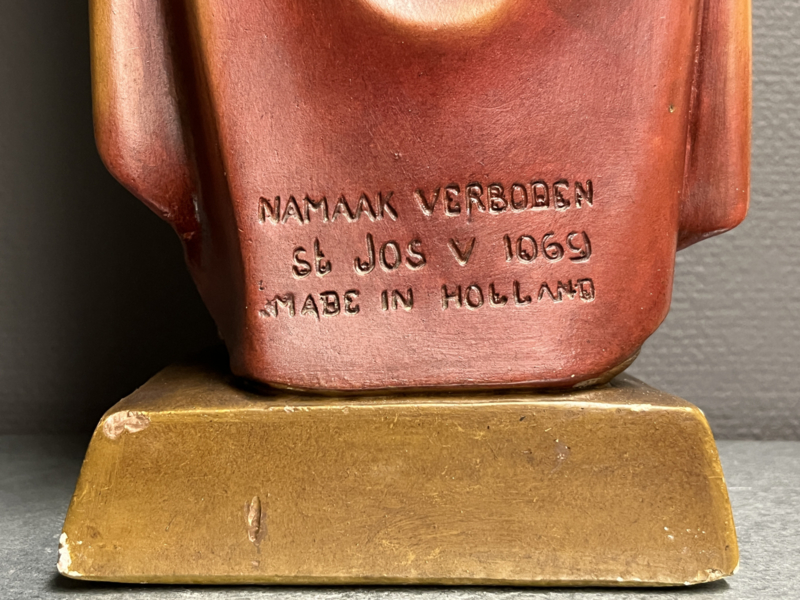 NAMAAK VERBODEN
St JOS V 1069
MADE IN HOLLAND